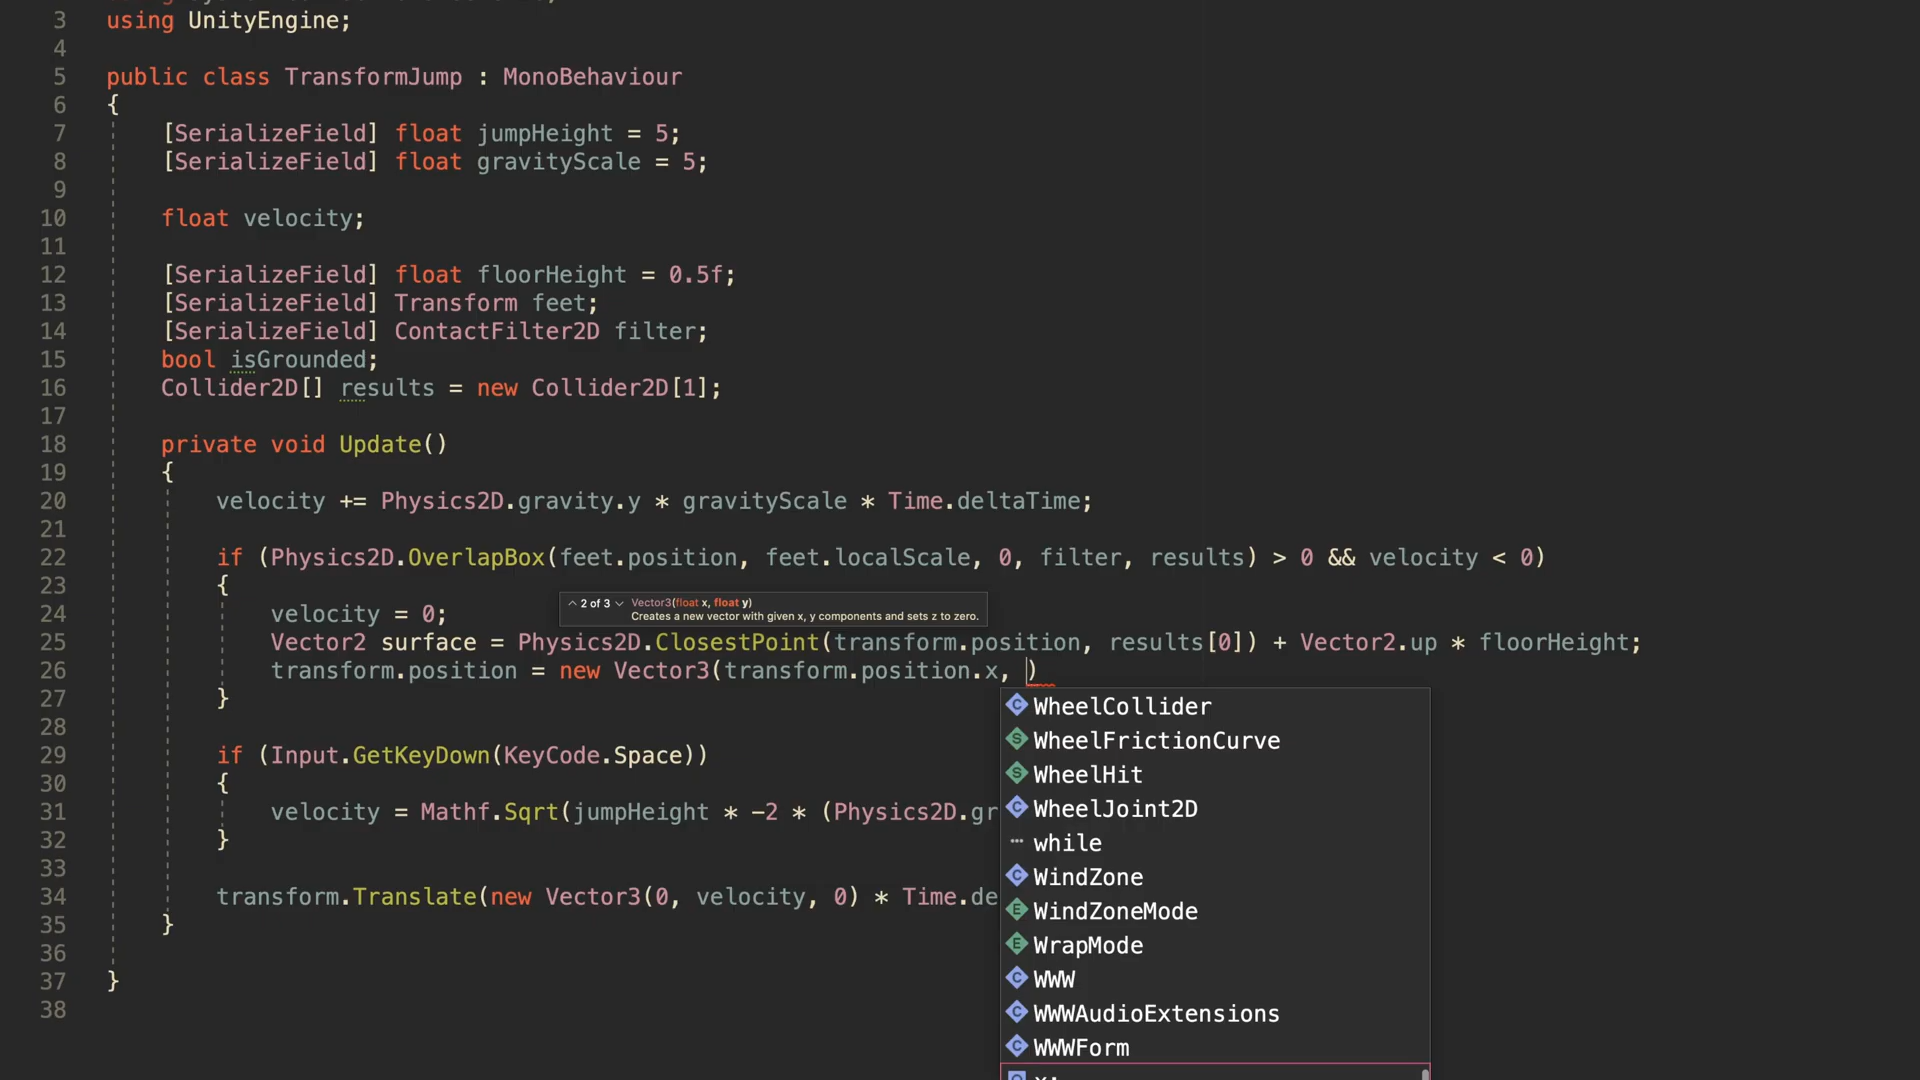 3 using UnityEngine;
4
5 public class TransformJump : MonoBehaviour
6 {
7 [SerializeField] float jumpHeight = 5;
8 [SerializeField] float gravityScale = 5;
9
10 float velocity;
11
12 [SerializeField] float floorHeight = 0.5f;
13 [SerializeField] Transform feet;
14 [SerializeField] ContactFilter2D filter;
15 bool isGrounded;
16 Collider2D[] results = new Collider2D[1];
17
18 private void Update()
19 {
20 velocity += Physics2D.gravity.y * gravityScale * Time.deltaTime;
21
22 if (Physics2D.OverlapBox(feet.position, feet.localScale, 0, filter, results) > 0 && velocity < 0)
23 {
2 of 3 Vector3(float x, float y)
Creates a new vector with given x, y components and sets z to zero.
24 velocity = 0;
25 Vector2 surface = Physics2D.ClosestPoint(transform.position, results[0]) + Vector2.up * floorHeight;
26 transform.position = new Vector3(transform.position.x, )
27 }
28
29 if (Input.GetKeyDown(KeyCode.Space))
30 {
31 velocity = Mathf.Sqrt(jumpHeight * -2 * (Physics2D.gr
32 }
33
34 transform.Translate(new Vector3(0, velocity, 0) * Time.de
35 }
36
37 }
38
WheelCollider
WheelFrictionCurve
WheelHit
WheelJoint2D
while
WindZone
WindZoneMode
WrapMode
WWW
WWWAudioExtensions
WWWForm